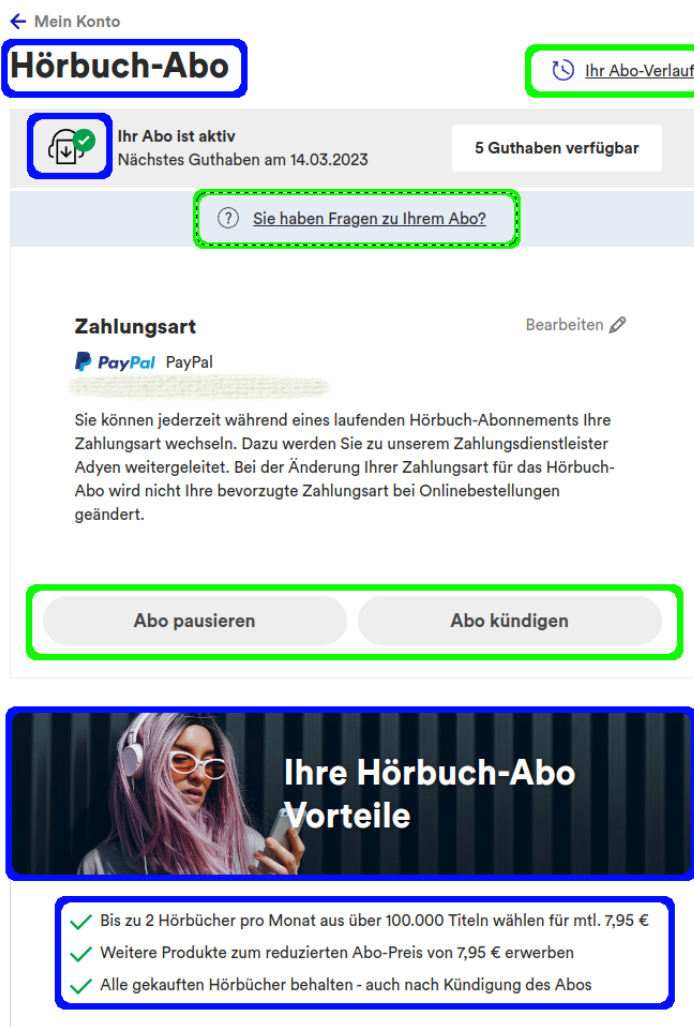 Mein Konto
Hörbuch-Abo
Ihr Abo-Verlauf
Ihr Abo ist aktiv
Nächstes Guthaben am 14.03.2023
5 Guthaben verfügbar
? Sie haben Fragen zu Ihrem Abo?
Zahlungsart
Bearbeiten
PayPal PayPal
Sie können jederzeit während eines laufenden Hörbuch-Abonnements Ihre
Zahlungsart wechseln. Dazu werden Sie zu unserem Zahlungsdienstleister
Adyen weitergeleitet. Bei der Änderung Ihrer Zahlungsart für das Hörbuch-
Abo wird nicht Ihre bevorzugte Zahlungsart bei Onlinebestellungen
geändert.
Abo pausieren
Abo kündigen
Ihre Hörbuch-Abo
Vorteile
Bis zu 2 Hörbücher pro Monat aus über 100.000 Titeln wählen für mtl. 7,95 €
Weitere Produkte zum reduzierten Abo-Preis von 7,95 € erwerben
Alle gekauften Hörbücher behalten - auch nach Kündigung des Abos